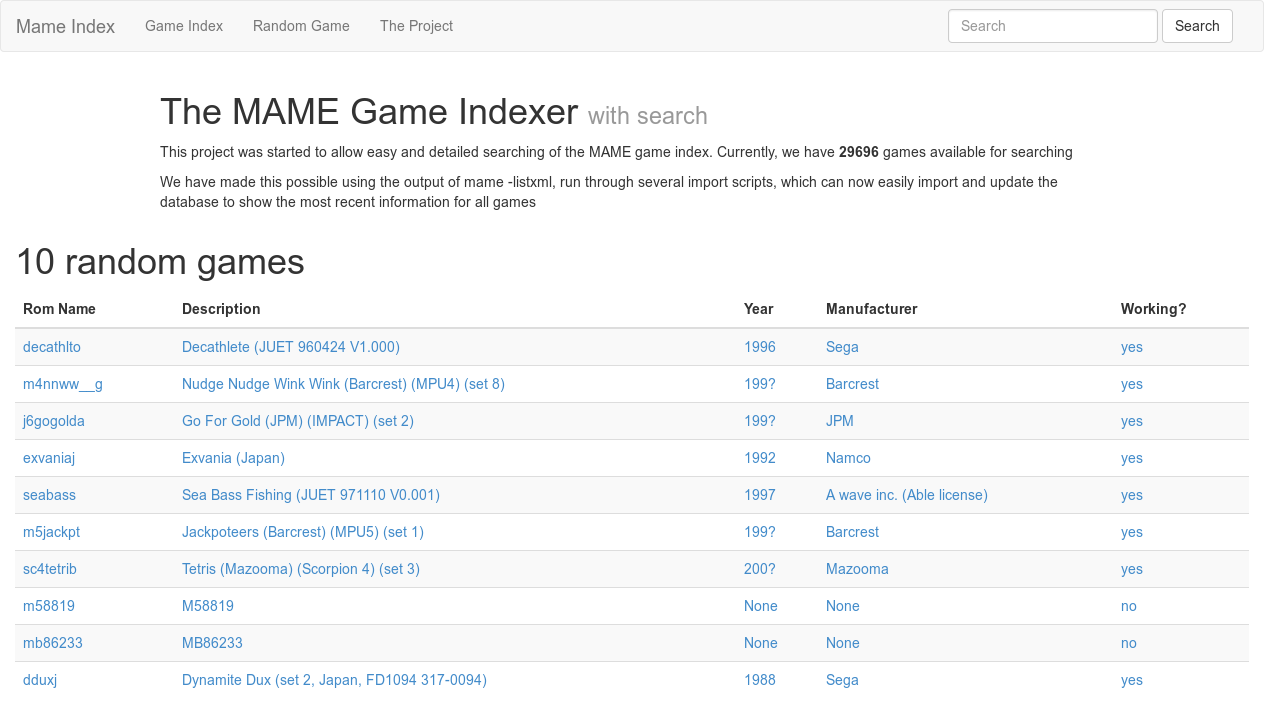 Mame Index Game Index Random Game The Project Search Search
The MAME Game Indexer with search
This project was started to allow easy and detailed searching of the MAME game index. Currently, we have 29696 games available for searching
We have made this possible using the output of mame -listxml, run through several import scripts, which can now easily import and update the
database to show the most recent information for all games
10 random games
Rom Name Description Year Manufacturer Working?
decathlto Decathlete (JUET 960424 V1.000) 1996 Sega yes
m4nnww__g Nudge Nudge Wink Wink (Barcrest) (MPU4) (set 8) 199? Barcrest yes
j6gogolda Go For Gold (JPM) (IMPACT) (set 2) 199? JPM yes
exvaniaj Exvania (Japan) 1992 Namco yes
seabass Sea Bass Fishing (JUET 971110 V0.001) 1997 A wave inc. (Able license) yes
m5jackpt Jackpoteers (Barcrest) (MPU5) (set 1) 199? Barcrest yes
sc4tetrib Tetris (Mazooma) (Scorpion 4) (set 3) 200? Mazooma yes
m58819 M58819 None None no
mb86233 MB86233 None None no
dduxj Dynamite Dux (set 2, Japan, FD1094 317-0094) 1988 Sega yes